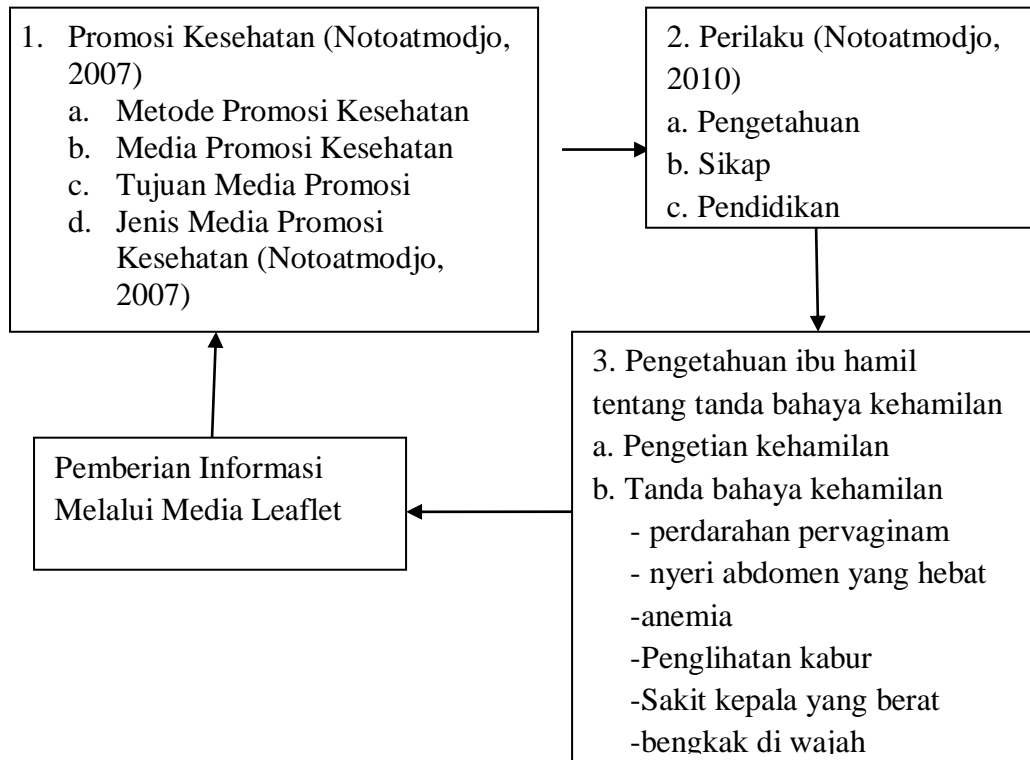 1. Promosi Kesehatan (Notoatmodjo,
2007)
a. Metode Promosi Kesehatan
b. Media Promosi Kesehatan
c. Tujuan Media Promosi
d. Jenis Media Promosi
Kesehatan (Notoatmodjo,
2007)
2. Perilaku (Notoatmodjo,
2010)
a. Pengetahuan
b. Sikap
c. Pendidikan
3. Pengetahuan ibu hamil
tentang tanda bahaya kehamilan
a. Pengetian kehamilan
b. Tanda bahaya kehamilan
- perdarahan pervaginam
- nyeri abdomen yang hebat
-anemia
-Penglihatan kabur
-Sakit kepala yang berat
-bengkak di wajah
Pemberian Informasi
Melalui Media Leaflet